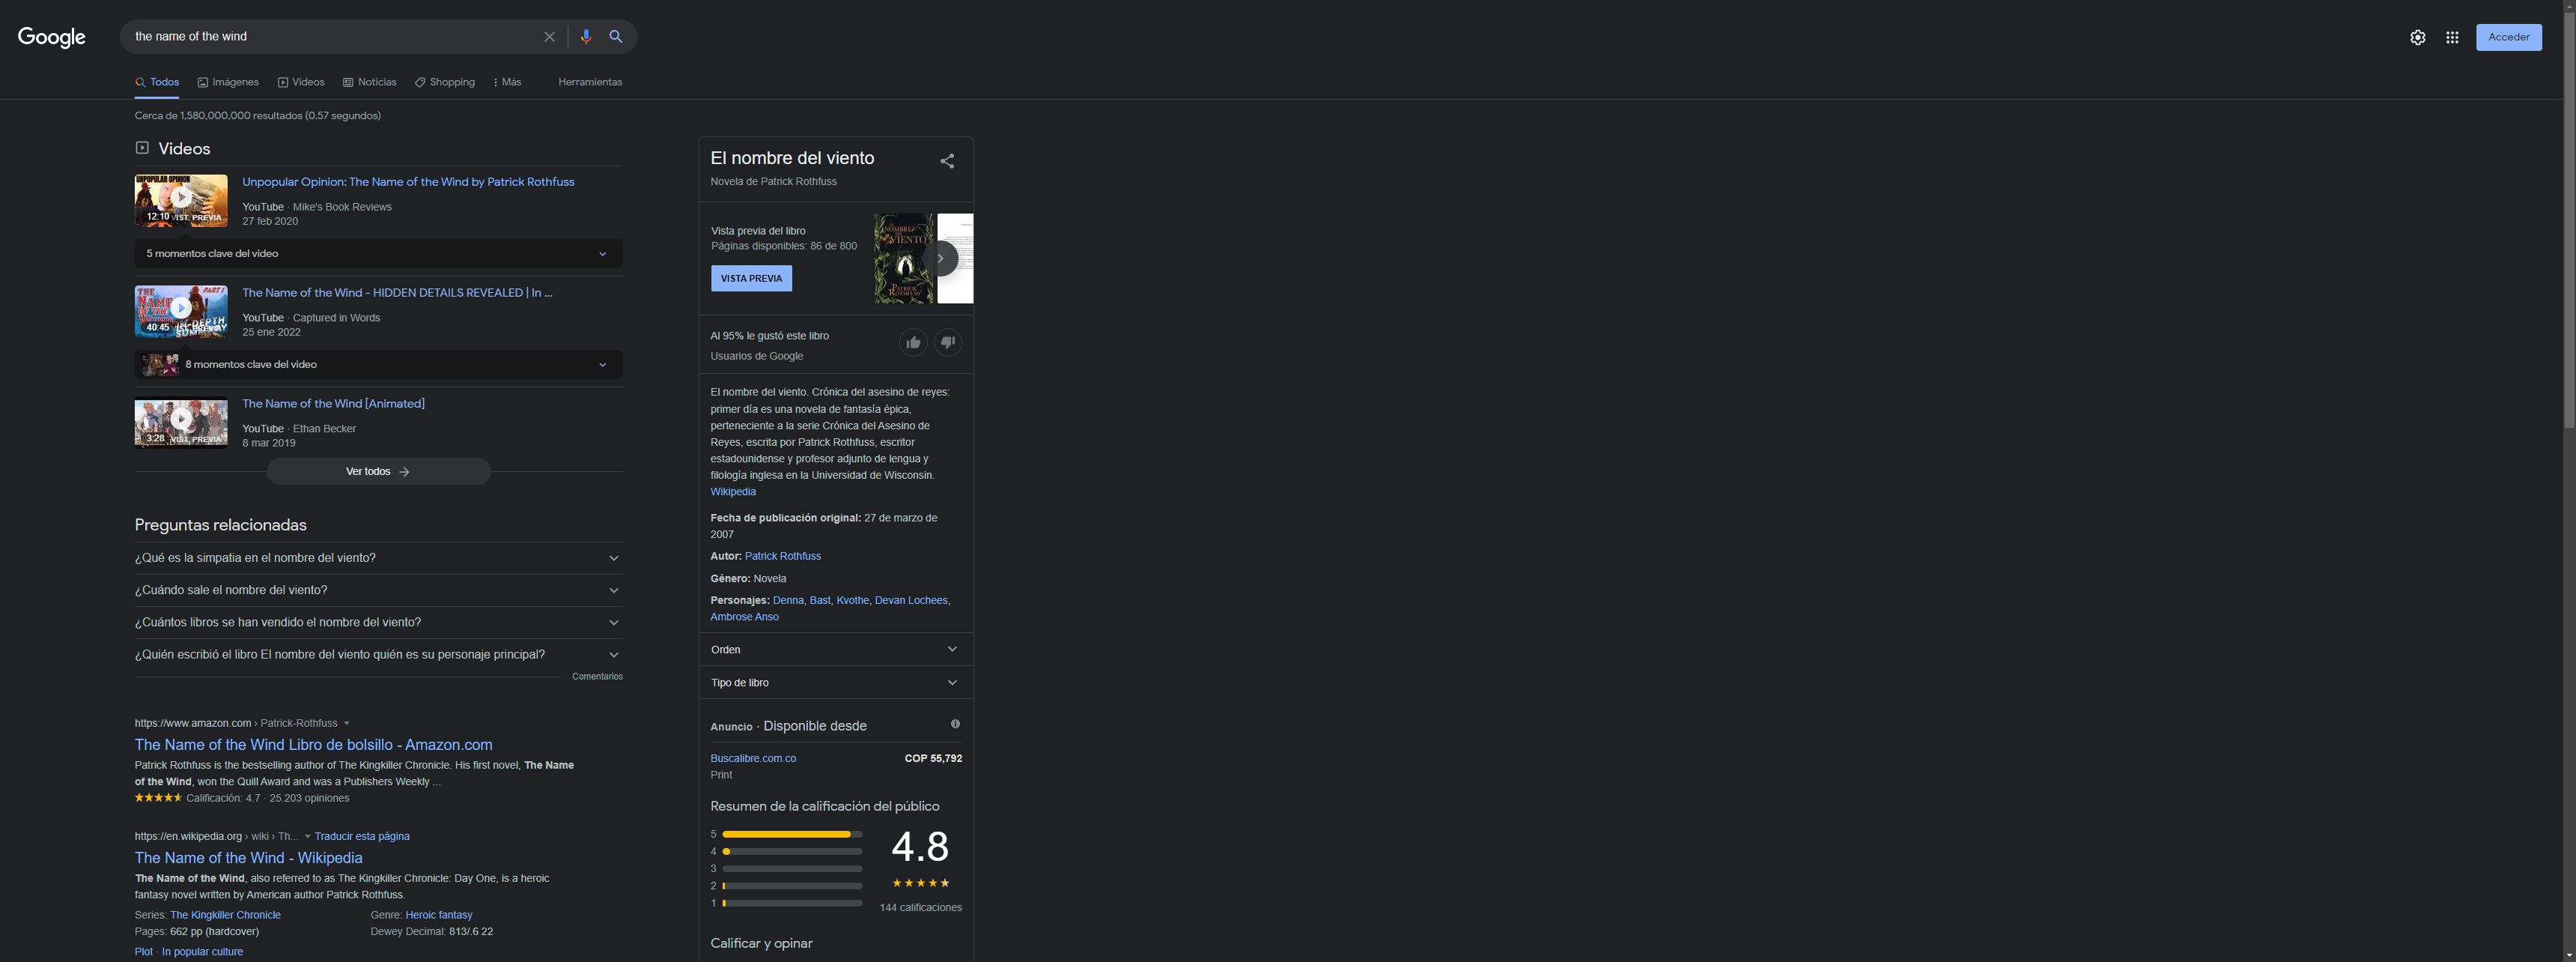 Google
the name of the wind
Acceder
Todos
Imágenes
Videos
Noticias
Shopping
Más
Herramientas
Cerca de 1,580,000,000 resultados (0.57 segundos)
Videos
UNPOPULAR OPINION
12:10
VIST. PREVIA
Unpopular Opinion: The Name of the Wind by Patrick Rothfuss
YouTube · Mike's Book Reviews
27 feb 2020
5 momentos clave del video
THE PART 1
NAME
40:45
The Name of the Wind - HIDDEN DETAILS REVEALED | In ...
YouTube · Captured in Words
25 ene 2022
8 momentos clave del video
3:28
VIST. PREVIA
The Name of the Wind [Animated]
YouTube · Ethan Becker
8 mar 2019
Ver todos
Preguntas relacionadas
¿Qué es la simpatia en el nombre del viento?
¿Cuándo sale el nombre del viento?
¿Cuántos libros se han vendido el nombre del viento?
¿Quién escribió el libro El nombre del viento quién es su personaje principal?
Comentarios
https://www.amazon.com › Patrick-Rothfuss
The Name of the Wind Libro de bolsillo - Amazon.com
Patrick Rothfuss is the bestselling author of The Kingkiller Chronicle. His first novel, The Name
of the Wind, won the Quill Award and was a Publishers Weekly ...
Calificación: 4.7 · 25.203 opiniones
https://en.wikipedia.org › wiki › Th... Traducir esta página
The Name of the Wind - Wikipedia
The Name of the Wind, also referred to as The Kingkiller Chronicle: Day One, is a heroic
fantasy novel written by American author Patrick Rothfuss.
Series: The Kingkiller Chronicle
Genre: Heroic fantasy
Pages: 662 pp (hardcover)
Dewey Decimal: 813/.6 22
Plot · In popular culture
El nombre del viento
Novela de Patrick Rothfuss
Vista previa del libro
Páginas disponibles: 86 de 800
VISTA PREVIA
NOMBRE
VIENTO
PATRICK
ROTHFUSS
Al 95% le gustó este libro
Usuarios de Google
El nombre del viento. Crónica del asesino de reyes:
primer día es una novela de fantasía épica,
perteneciente a la serie Crónica del Asesino de
Reyes, escrita por Patrick Rothfuss, escritor
estadounidense y profesor adjunto de lengua y
filología inglesa en la Universidad de Wisconsin.
Wikipedia
Fecha de publicación original: 27 de marzo de
2007
Autor: Patrick Rothfuss
Género: Novela
Personajes: Denna, Bast, Kvothe, Devan Lochees,
Ambrose Anso
Orden
Tipo de libro
Anuncio · Disponible desde
Buscalibre.com.co
COP 55,792
Print
Resumen de la calificación del público
5
4
3
2
1
4.8
144 calificaciones
Calificar y opinar